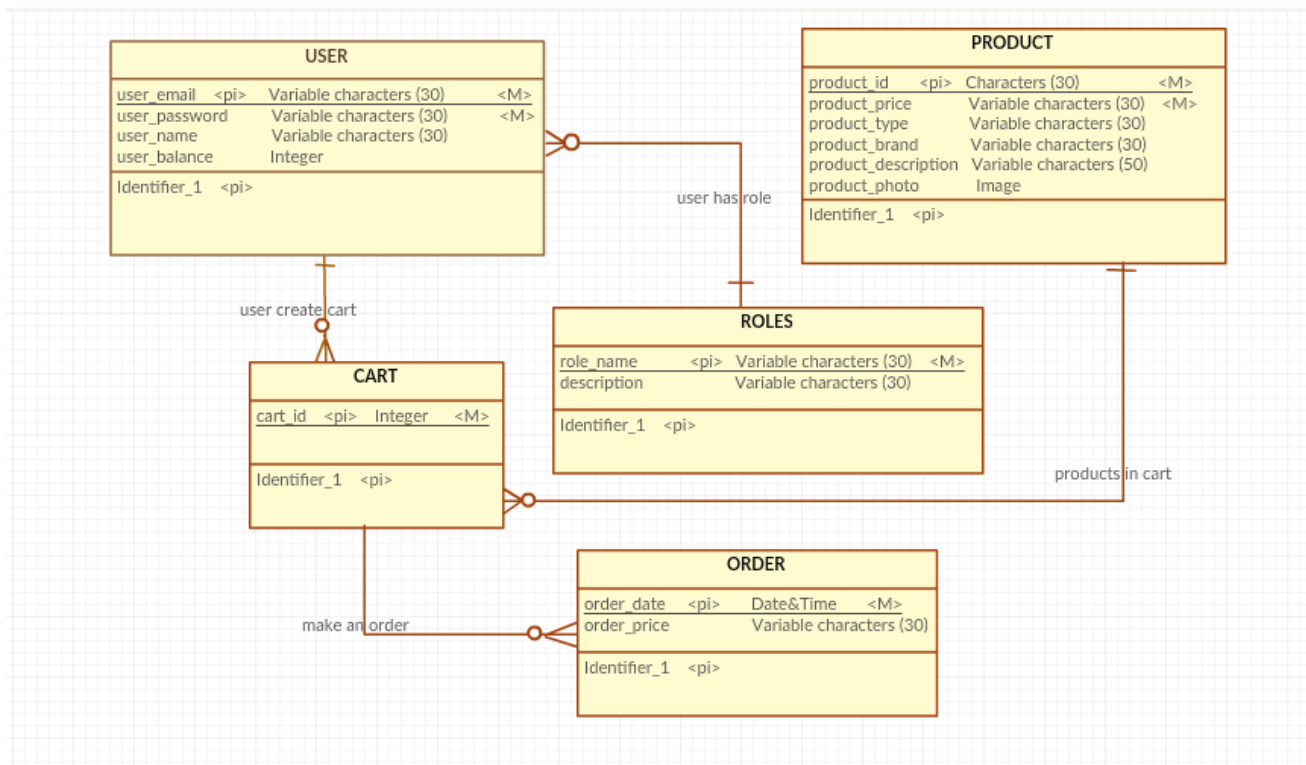 USER
user_email <pi> Variable characters (30) <M>
user_password Variable characters (30) <M>
user_name Variable characters (30)
user_balance Integer
Identifier_1 <pi>
PRODUCT
product_id <pi> Characters (30) <M>
product_price Variable characters (30) <M>
product_type Variable characters (30)
product_brand Variable characters (30)
product_description Variable characters (50)
product_photo Image
Identifier_1 <pi>
user has role
user create cart
ROLES
role_name <pi> Variable characters (30) <M>
description Variable characters (30)
Identifier_1 <pi>
CART
cart_id <pi> Integer <M>
Identifier_1 <pi>
products in cart
ORDER
order_date <pi> Date&Time <M>
order_price Variable characters (30)
Identifier_1 <pi>
make an order